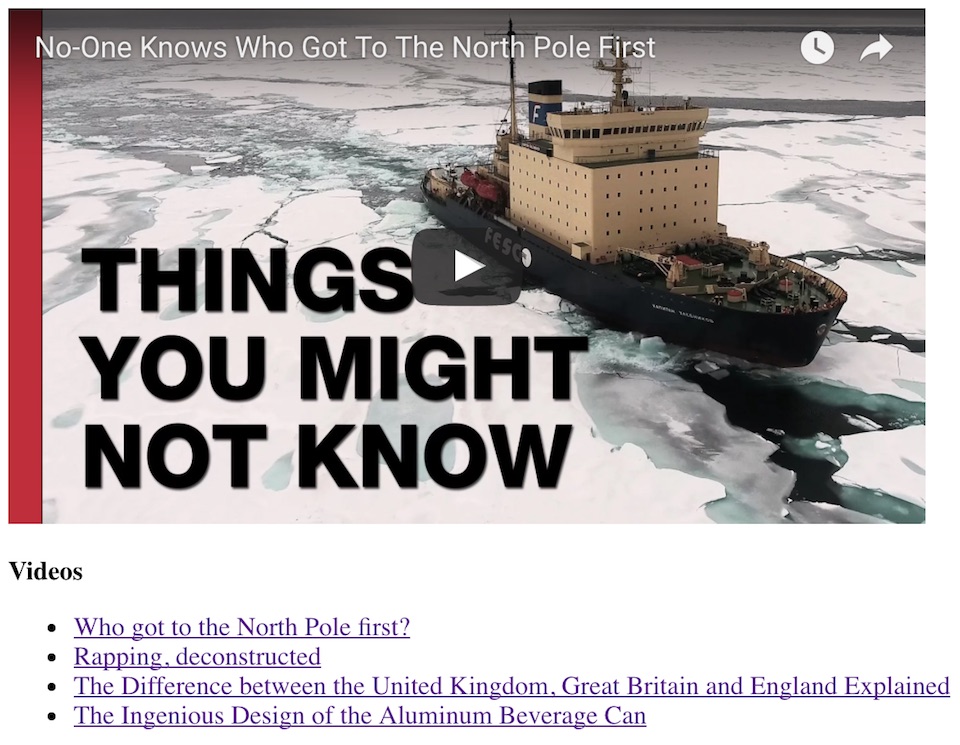 No-One Knows Who Got To The North Pole First
F
FESCO
THINGS
YOU MIGHT
NOT KNOW
Videos
Who got to the North Pole first?
Rapping, deconstructed
The Difference between the United Kingdom, Great Britain and England Explained
The Ingenious Design of the Aluminum Beverage Can